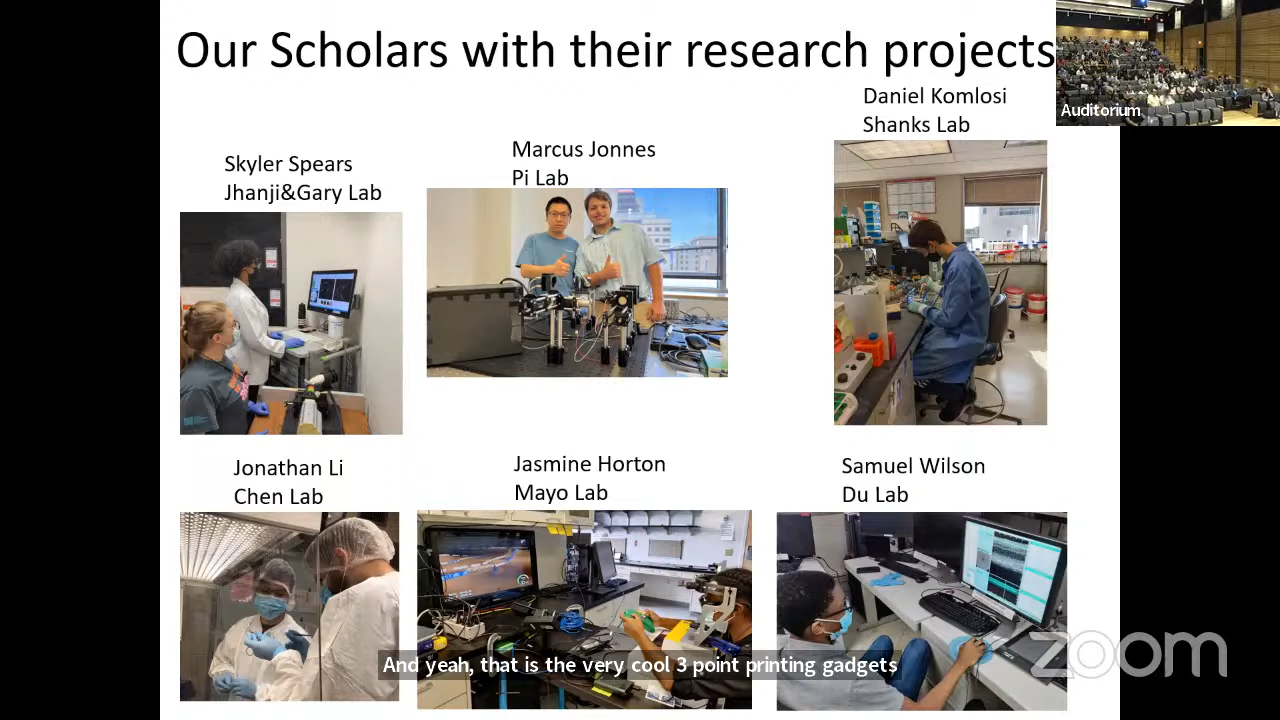 Our Scholars with their research projects
Auditorium
Daniel Komlosi
Shanks Lab
Marcus Jonnes
Pi Lab
Skyler Spears
Jhanji&Gary Lab
Jonathan Li
Chen Lab
Jasmine Horton
Mayo Lab
Samuel Wilson
Du Lab
And yeah, that is the very cool 3 point printing gadgets
zoom